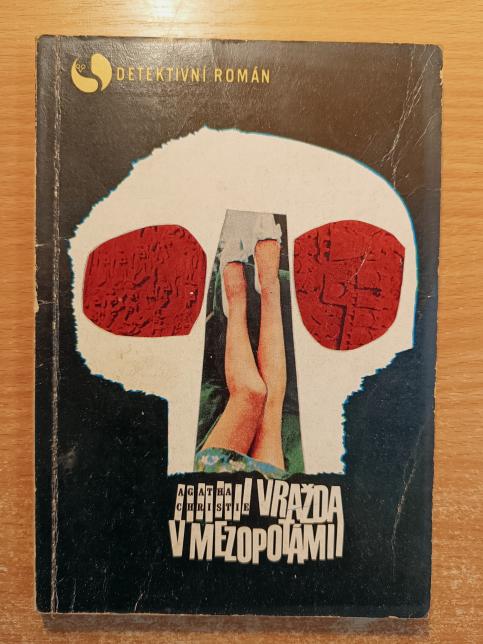 DETEKTIVNÍ ROMÁN
AGATHA
CHRISTIE
VRAŽDA
V MEZOPOTÁMII